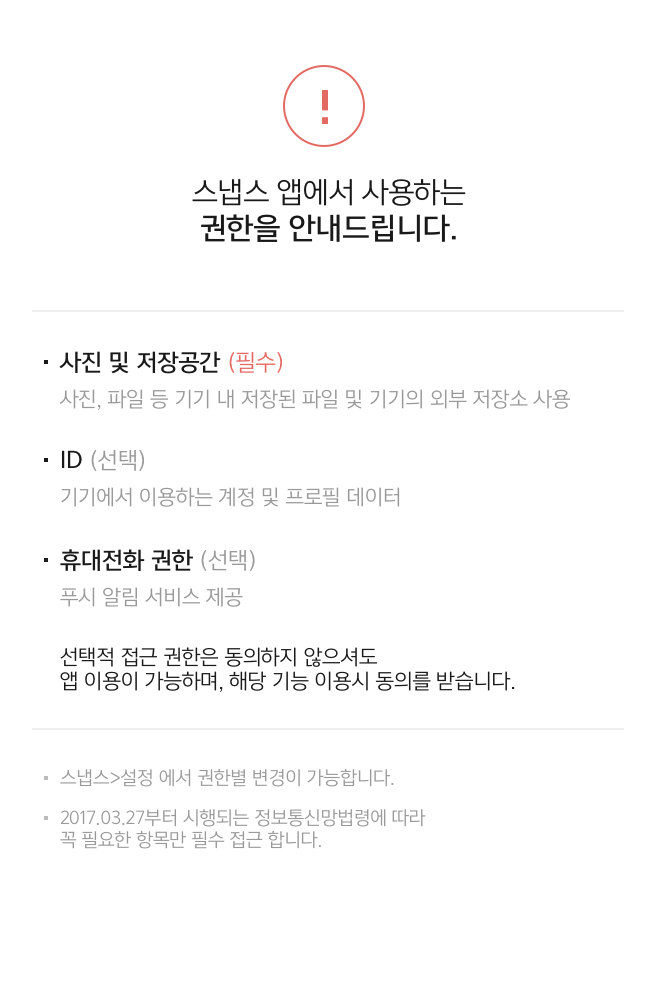 스냅스 앱에서 사용하는
권한을 안내드립니다.
사진 및 저장공간 (필수)
사진, 파일 등 기기 내 저장된 파일 및 기기의 외부 저장소 사용
ID (선택)
기기에서 이용하는 계정 및 프로필 데이터
휴대전화 권한 (선택)
푸시 알림 서비스 제공
선택적 접근 권한은 동의하지 않으셔도
앱 이용이 가능하며, 해당 기능 이용시 동의를 받습니다.
스냅스>설정 에서 권한별 변경이 가능합니다.
2017.03.27부터 시행되는 정보통신망법령에 따라
꼭 필요한 항목만 필수 접근 합니다.